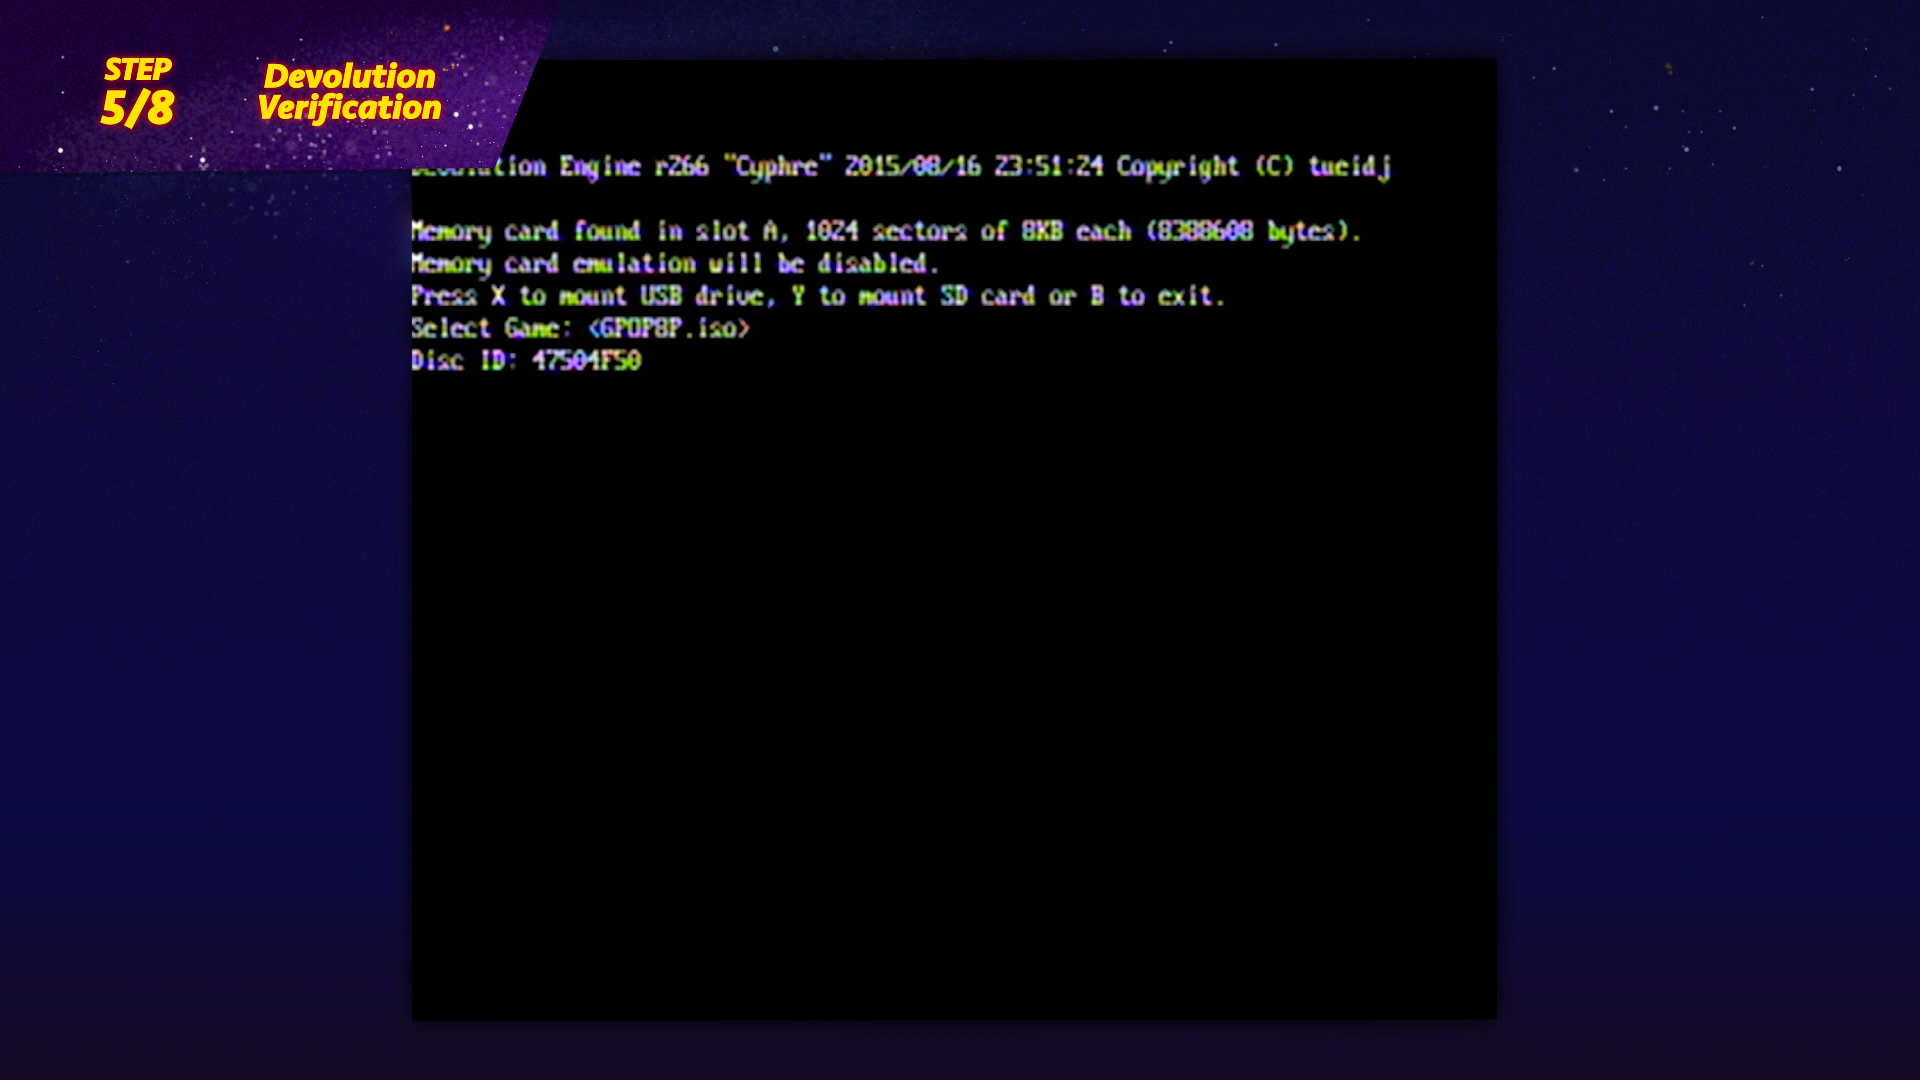 STEP
5/8
Devolution
Verification
Devolution Engine r266 "Cyphre" 2015/08/16 23:51:24 Copyright (C) tueidj
Memory card found in slot A, 1024 sectors of 8KB each (8388608 bytes).
Memory card emulation will be disabled.
Press X to mount USB drive, Y to mount SD card or B to exit.
Select Game: <GPOP8P.iso>
Disc ID: 47504F50